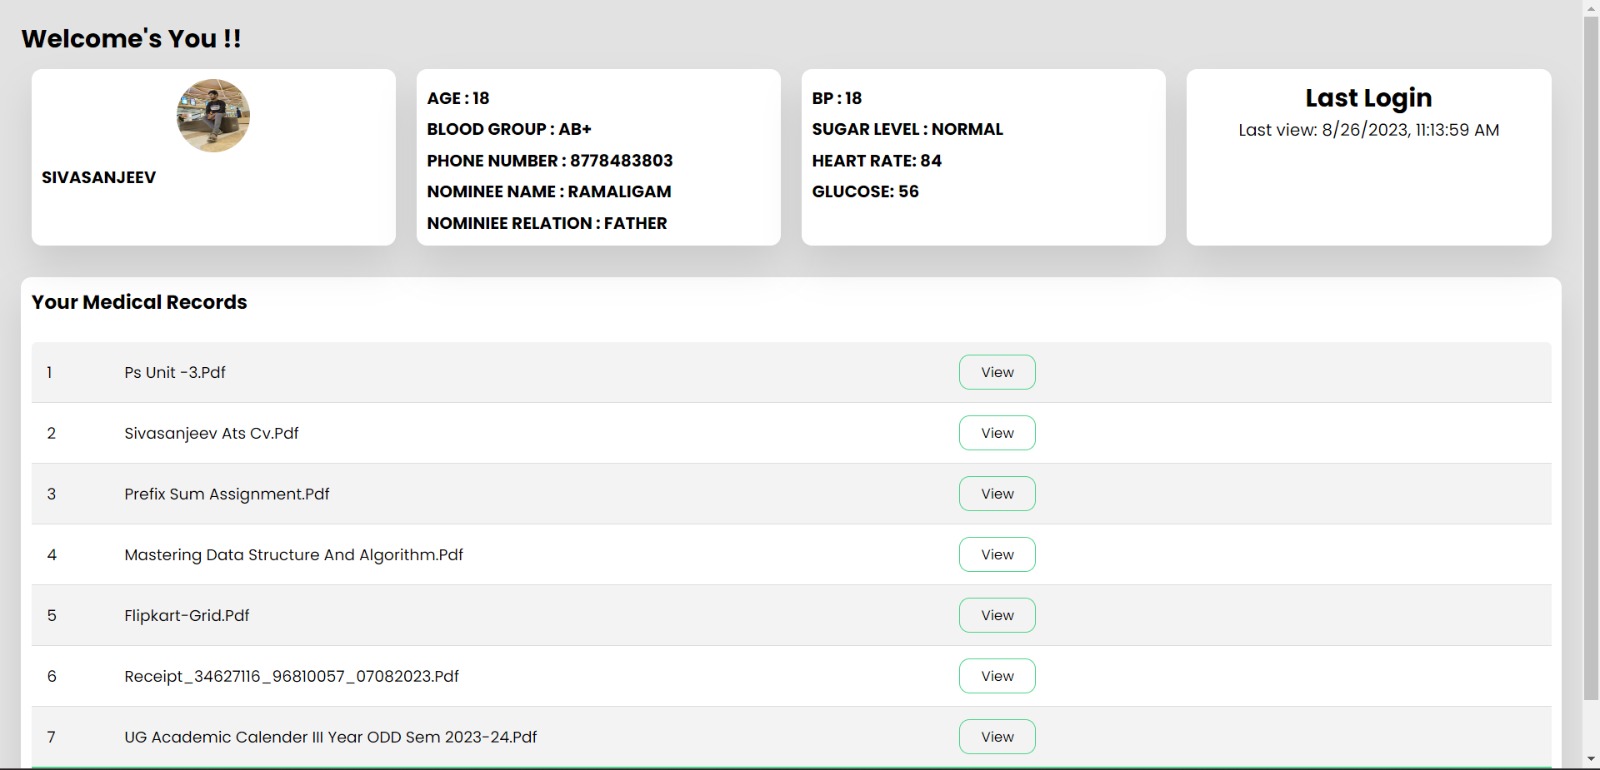 Welcome's You !!
SIVASANJEEV
AGE : 18
BLOOD GROUP : AB+
PHONE NUMBER : 8778483803
NOMINEE NAME : RAMALIGAM
NOMINIEE RELATION : FATHER
BP : 18
SUGAR LEVEL : NORMAL
HEART RATE: 84
GLUCOSE: 56
Last Login
Last view: 8/26/2023, 11:13:59 AM
Your Medical Records
1 Ps Unit -3.Pdf View
2 Sivasanjeev Ats Cv.Pdf View
3 Prefix Sum Assignment.Pdf View
4 Mastering Data Structure And Algorithm.Pdf View
5 Flipkart-Grid.Pdf View
6 Receipt_34627116_96810057_07082023.Pdf View
7 UG Academic Calender III Year ODD Sem 2023-24.Pdf View